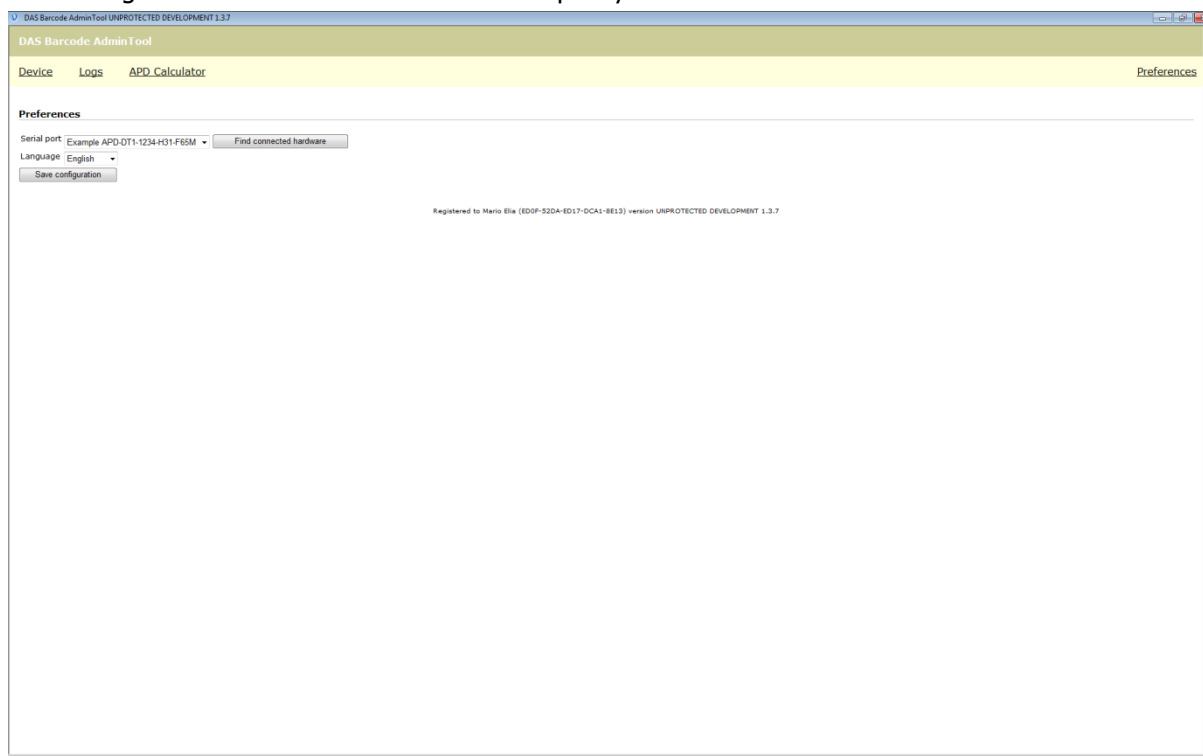 DAS Barcode AdminTool UNPROTECTED DEVELOPMENT 1.3.7
DAS Barcode AdminTool
Device Logs APD Calculator Preferences
Preferences
Serial port Example APD-DT1-1234-H31-F65M Find connected hardware
Language English
Save configuration
Registered to Mario Elia (ED0F-52DA-ED17-DCA1-8E13) version UNPROTECTED DEVELOPMENT 1.3.7